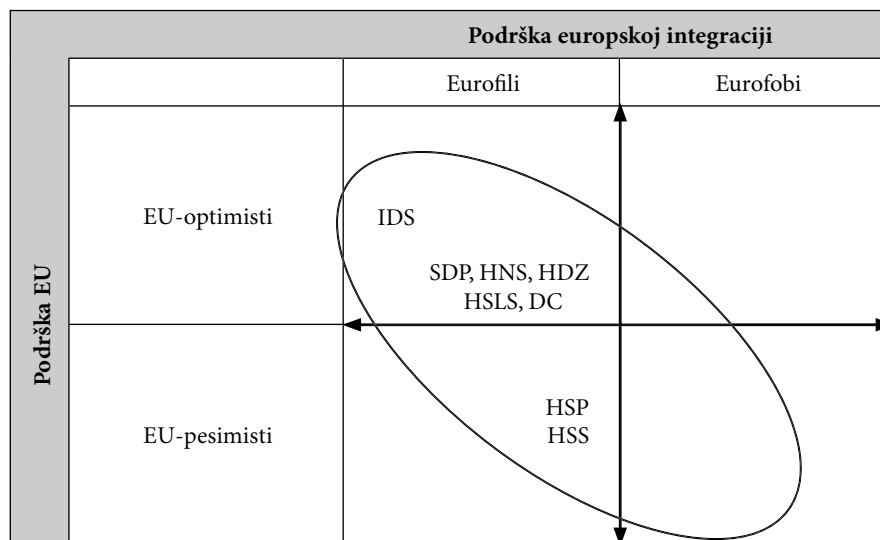 Podrška europskoj integraciji
Eurofili
Eurofobi
Podrška EU
EU-optimisti
IDS
SDP, HNS, HDZ
HSLS, DC
EU-pesimisti
HSP
HSS